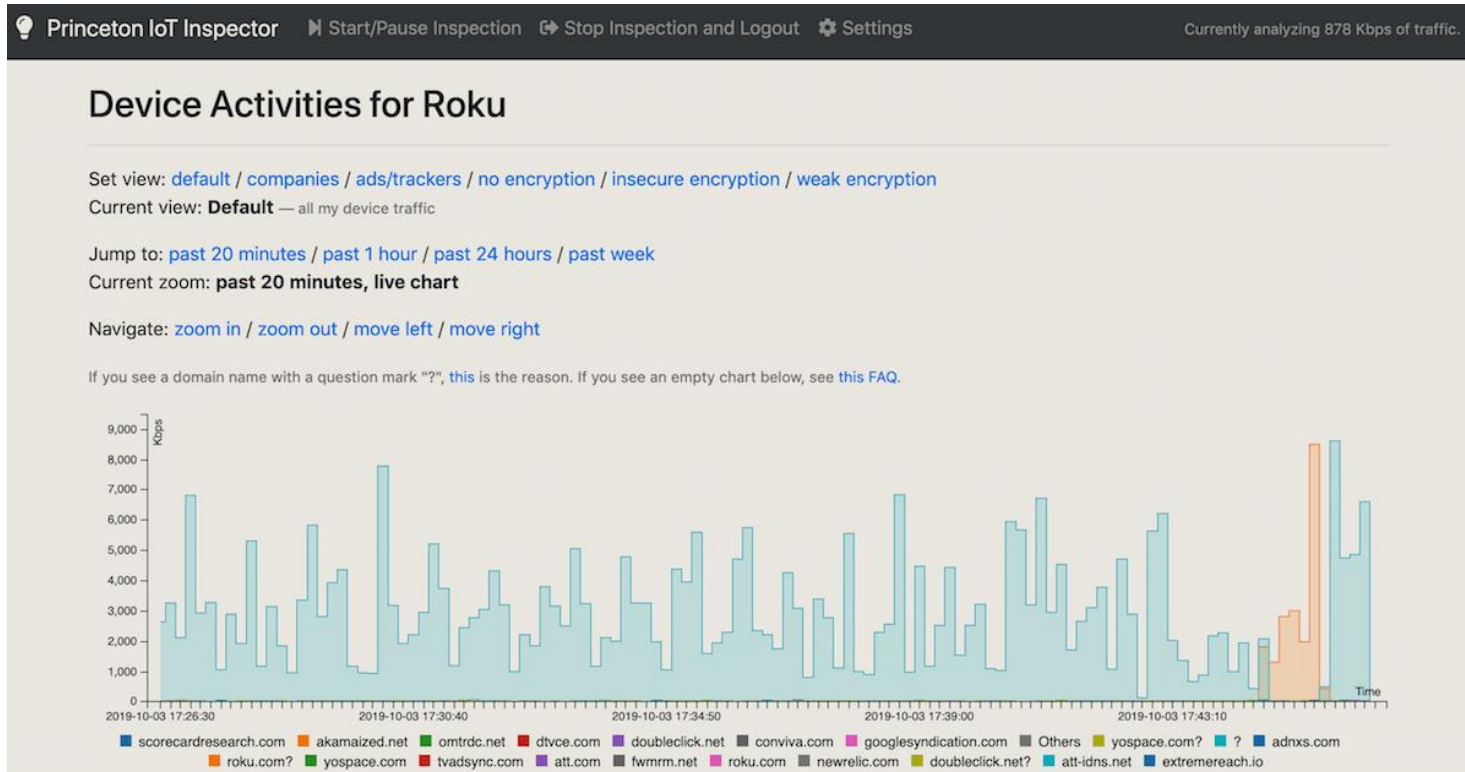 Princeton IoT Inspector Start/Pause Inspection Stop Inspection and Logout Settings Currently analyzing 878 Kbps of traffic.
Device Activities for Roku
Set view: default / companies / ads/trackers / no encryption / insecure encryption / weak encryption
Current view: Default — all my device traffic
Jump to: past 20 minutes / past 1 hour / past 24 hours / past week
Current zoom: past 20 minutes, live chart
Navigate: zoom in / zoom out / move left / move right
If you see a domain name with a question mark "?", this is the reason. If you see an empty chart below, see this FAQ.
Kbps
9,000
8,000
7,000
6,000
5,000
4,000
3,000
2,000
1,000
0
Time
2019-10-03 17:26:30 2019-10-03 17:30:40 2019-10-03 17:34:50 2019-10-03 17:39:00 2019-10-03 17:43:10
scorecardresearch.com akamaized.net omtrdc.net dtvce.com doubleclick.net conviva.com googlesyndication.com Others yospace.com? ? adnxs.com
roku.com? yospace.com tvadsync.com att.com fwmrm.net roku.com newrelic.com doubleclick.net? att-idns.net extremereach.io